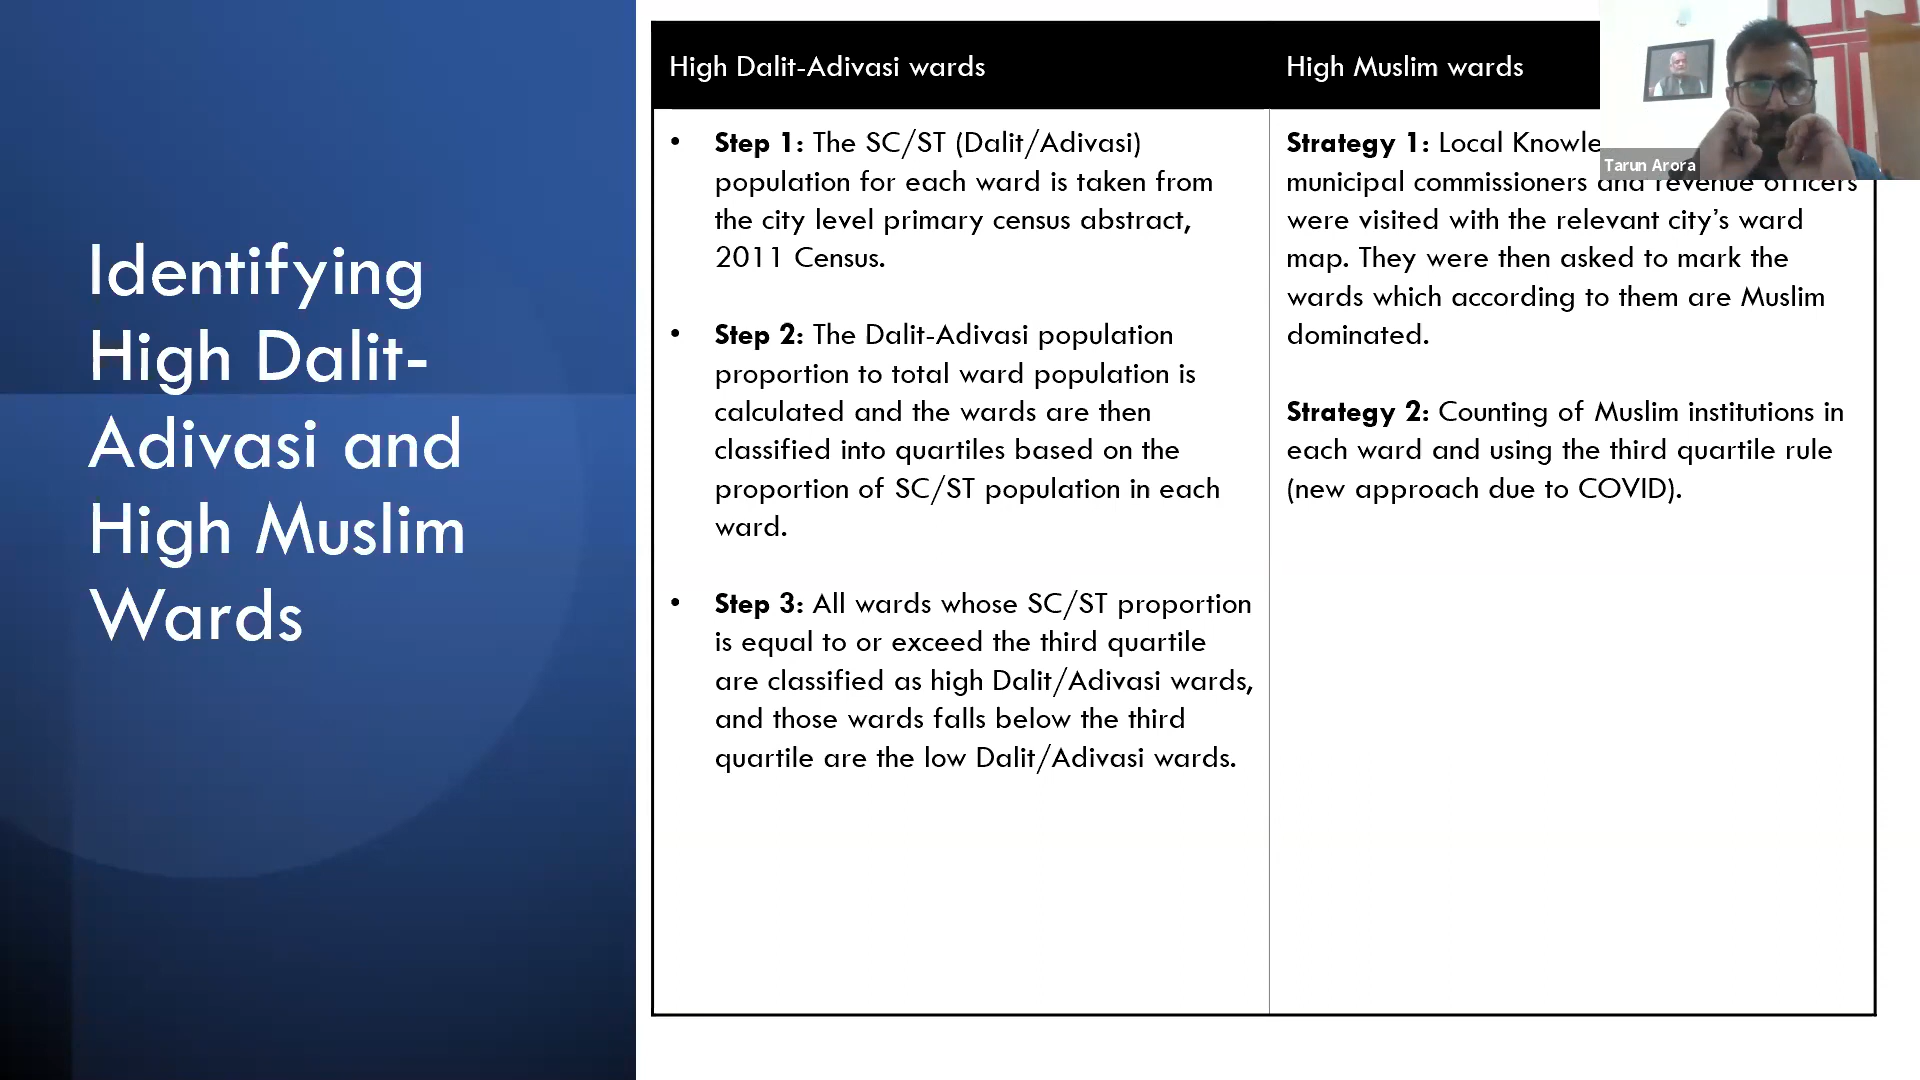 Identifying
High Dalit-
Adivasi and
High Muslim
Wards
High Dalit-Adivasi wards
• Step 1: The SC/ST (Dalit/Adivasi)
population for each ward is taken from
the city level primary census abstract,
2011 Census.
• Step 2: The Dalit-Adivasi population
proportion to total ward population is
calculated and the wards are then
classified into quartiles based on the
proportion of SC/ST population in each
ward.
• Step 3: All wards whose SC/ST proportion
is equal to or exceed the third quartile
are classified as high Dalit/Adivasi wards,
and those wards falls below the third
quartile are the low Dalit/Adivasi wards.
High Muslim wards
Strategy 1: Local
municipal commissioners and revenue officers
were visited with the relevant city’s ward
map. They were then asked to mark the
wards which according to them are Muslim
dominated.
Strategy 2: Counting of Muslim institutions in
each ward and using the third quartile rule
(new approach due to COVID).
Tarun Arora